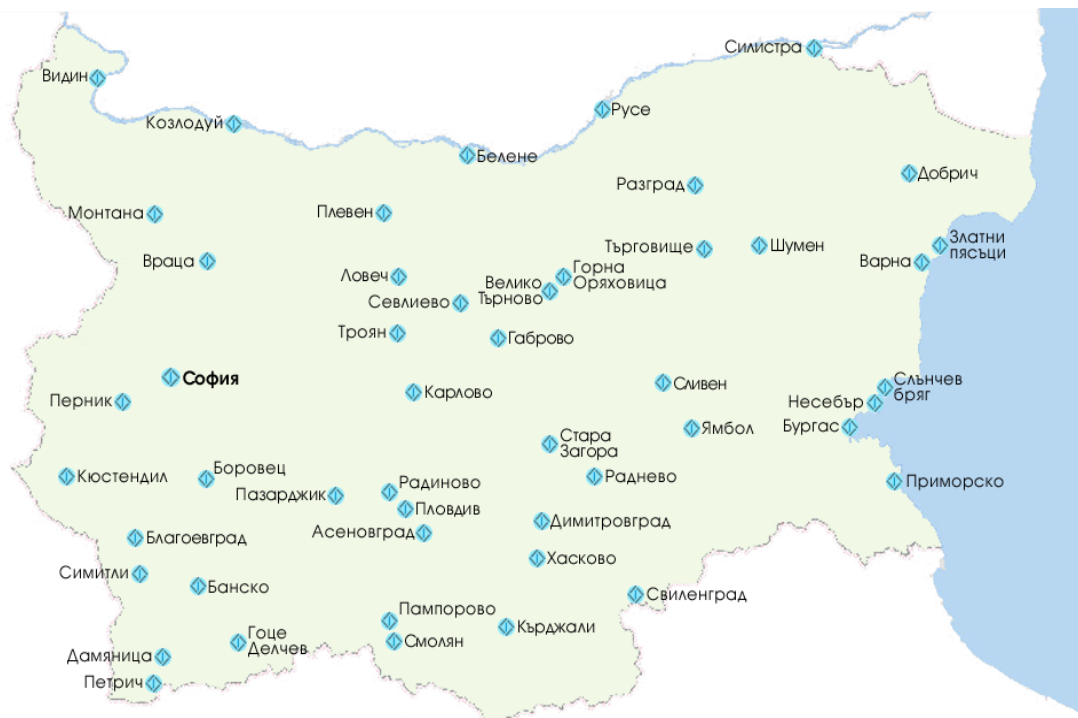 Силистра
Видин
Русе
Козлодуй
Белене
Добрич
Разград
Монтана
Плевен
Златни
пясъци
Търговище
Шумен
Варна
Враца
Ловеч
Горна
Оряховица
Велико
Търново
Севлиево
Троян
Габрово
София
Перник
Карлово
Сливен
Слънчев
бряг
Несебър
Бургас
Ямбол
Стара
Загора
Кюстендил
Боровец
Пазарджик
Радиново
Раднево
Приморско
Пловдив
Асеновград
Димитровград
Благоевград
Хасково
Симитли
Банско
Свиленград
Пампорово
Смолян
Кърджали
Гоце
Делчев
Дамяница
Петрич